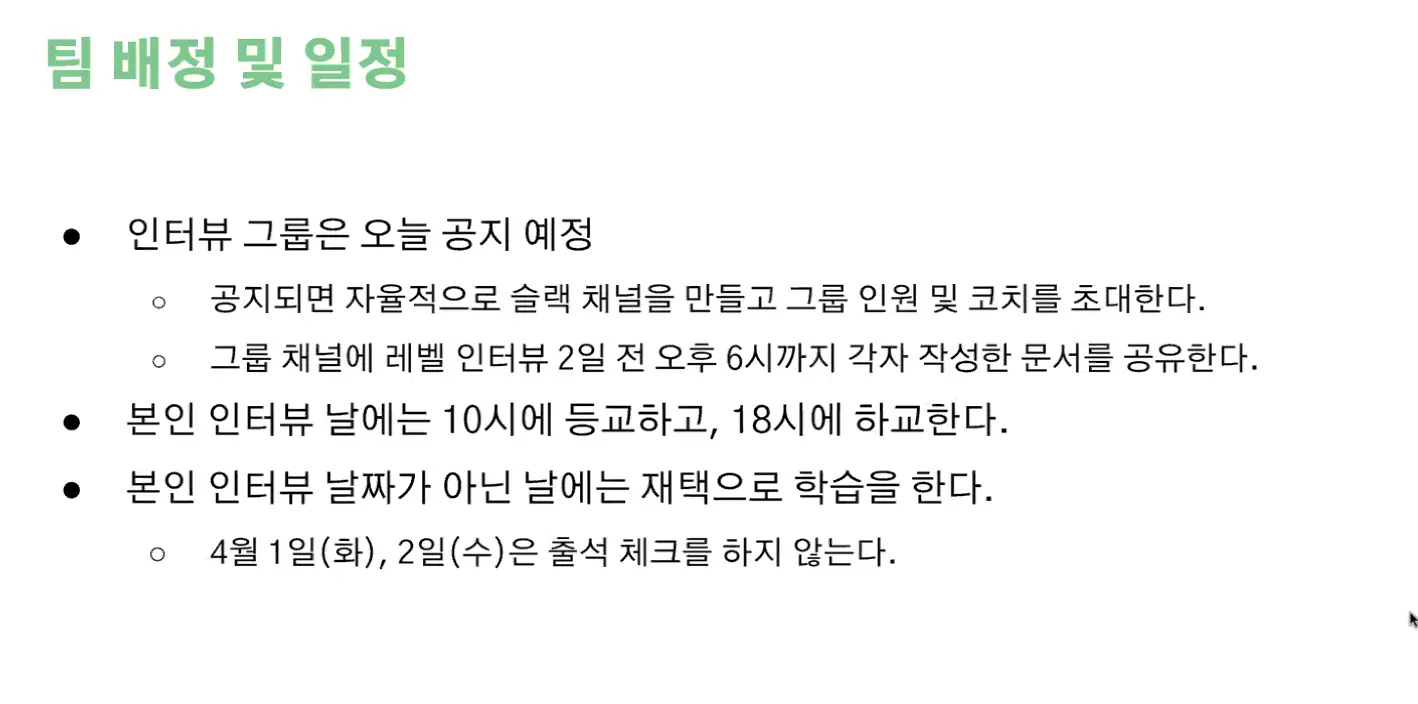 팀 배정 및 일정
● 인터뷰 그룹은 오늘 공지 예정
○ 공지되면 자율적으로 슬랙 채널을 만들고 그룹 인원 및 코치를 초대한다.
○ 그룹 채널에 레벨 인터뷰 2일 전 오후 6시까지 각자 작성한 문서를 공유한다.
● 본인 인터뷰 날에는 10시에 등교하고, 18시에 하교한다.
● 본인 인터뷰 날짜가 아닌 날에는 재택으로 학습을 한다.
○ 4월 1일(화), 2일(수)은 출석 체크를 하지 않는다.